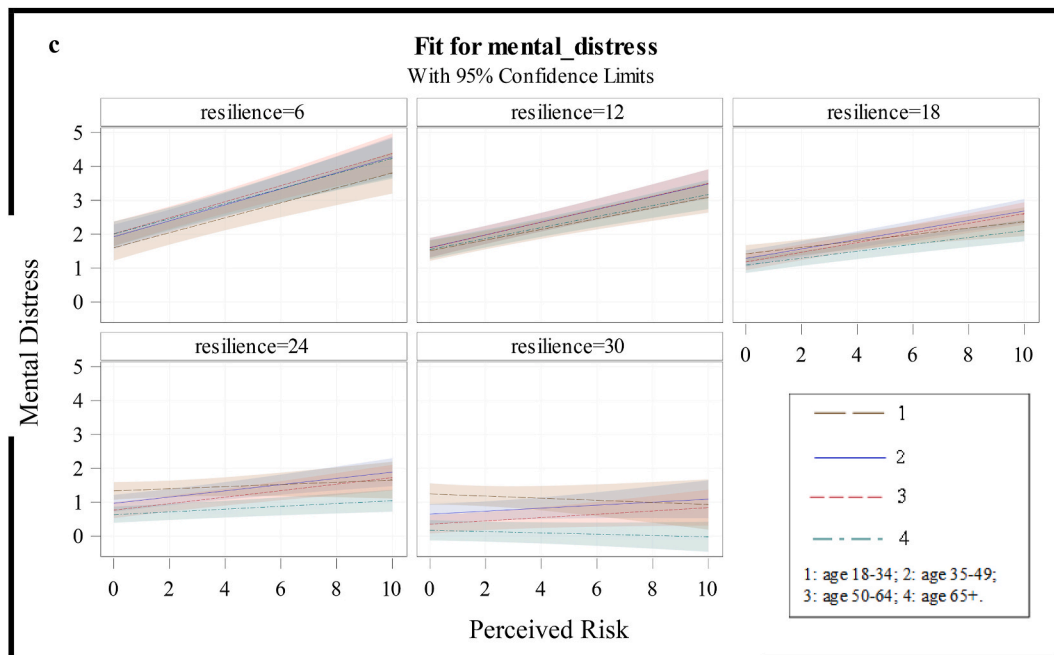 c
Fit for mental_distress
With 95% Confidence Limits
resilience=6
resilience=12
resilience=18
5
4
3
2
1
0
0 2 4 6 8 10
resilience=24
resilience=30
5
4
3
2
1
0
0 2 4 6 8 10
0 2 4 6 8 10
Mental Distress
Perceived Risk
1
2
3
4
1: age 18-34; 2: age 35-49;
3: age 50-64; 4: age 65+.